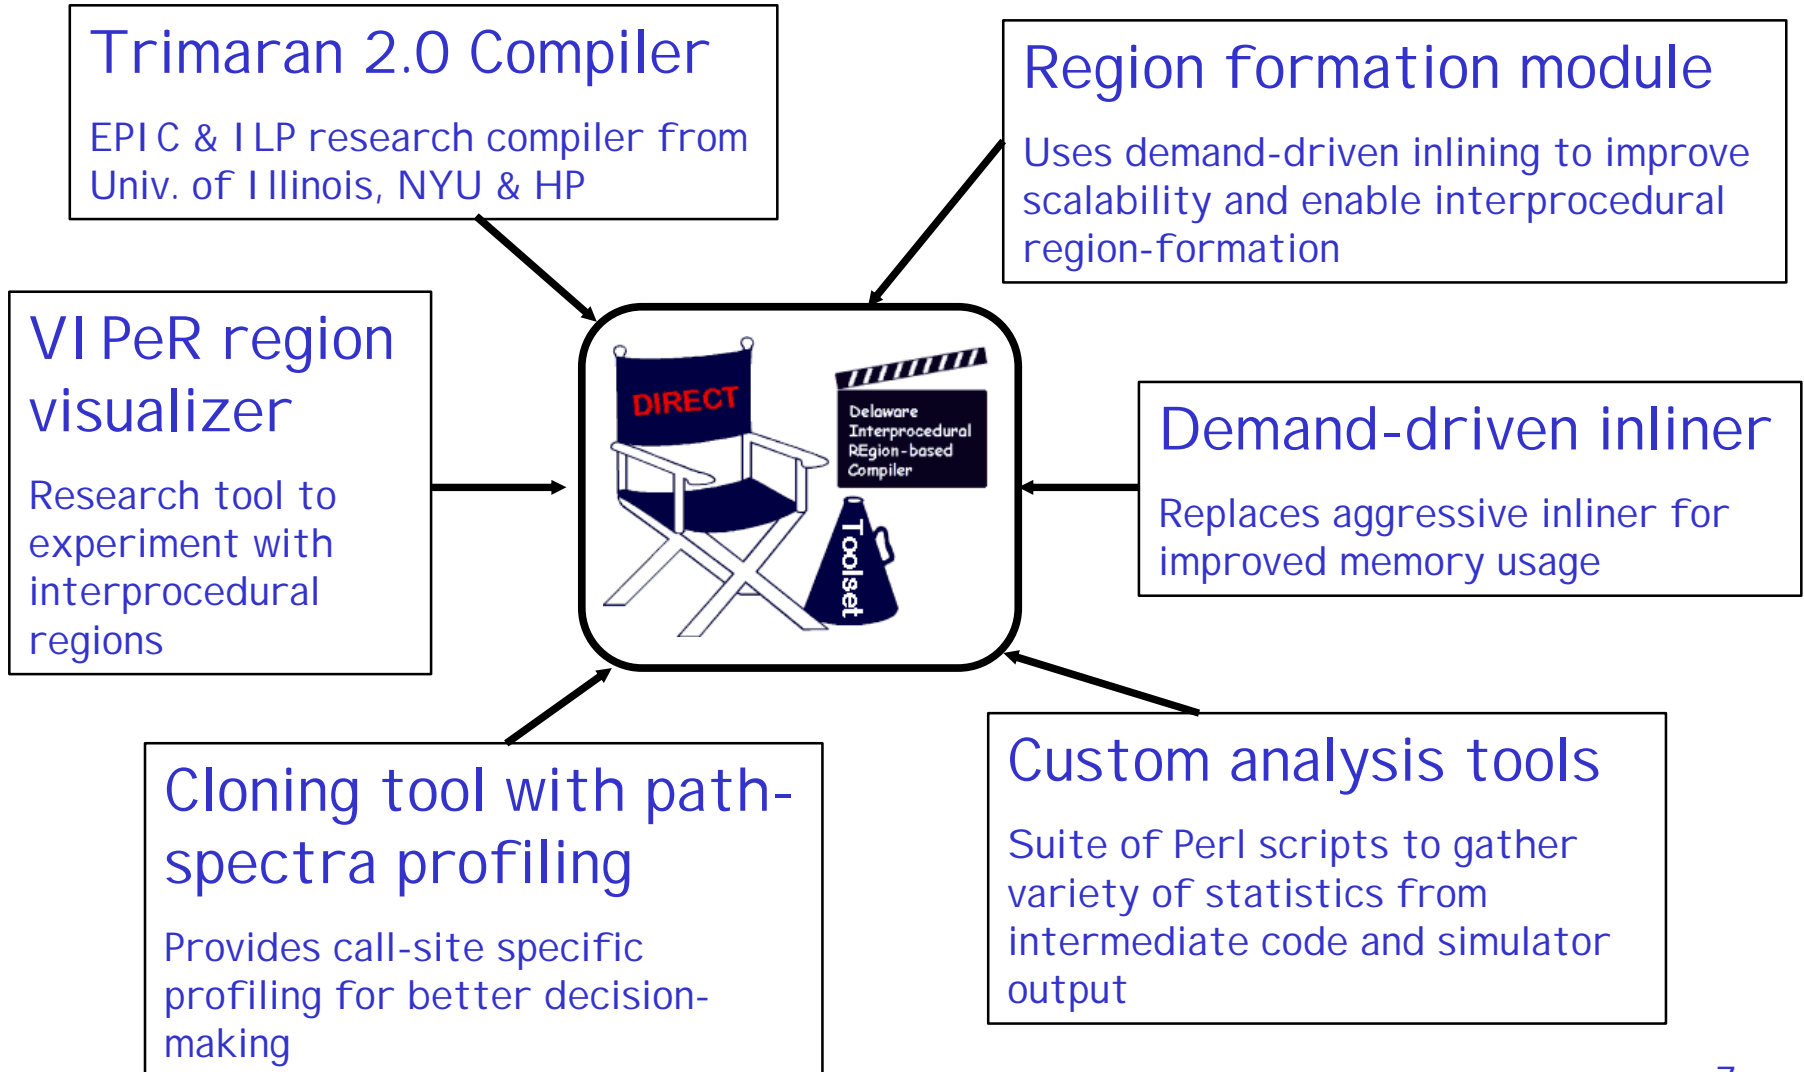 Trimaran 2.0 Compiler
EPIC & ILP research compiler from
Univ. of Illinois, NYU & HP
Region formation module
Uses demand-driven inlining to improve
scalability and enable interprocedural
region-formation
VIPeR region
visualizer
Research tool to
experiment with
interprocedural
regions
DIRECT
Delaware
Interprocedural
REgion-based
Compiler
Toolset
Demand-driven inliner
Replaces aggressive inliner for
improved memory usage
Cloning tool with path-
spectra profiling
Provides call-site specific
profiling for better decision-
making
Custom analysis tools
Suite of Perl scripts to gather
variety of statistics from
intermediate code and simulator
output